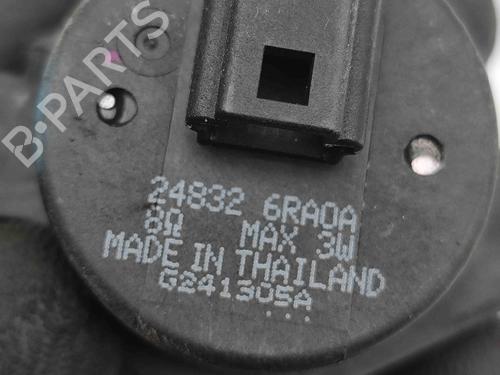 B-PARTS
24832 6RA0A
8Ω MAX 3W
MADE IN THAILAND
G241305A